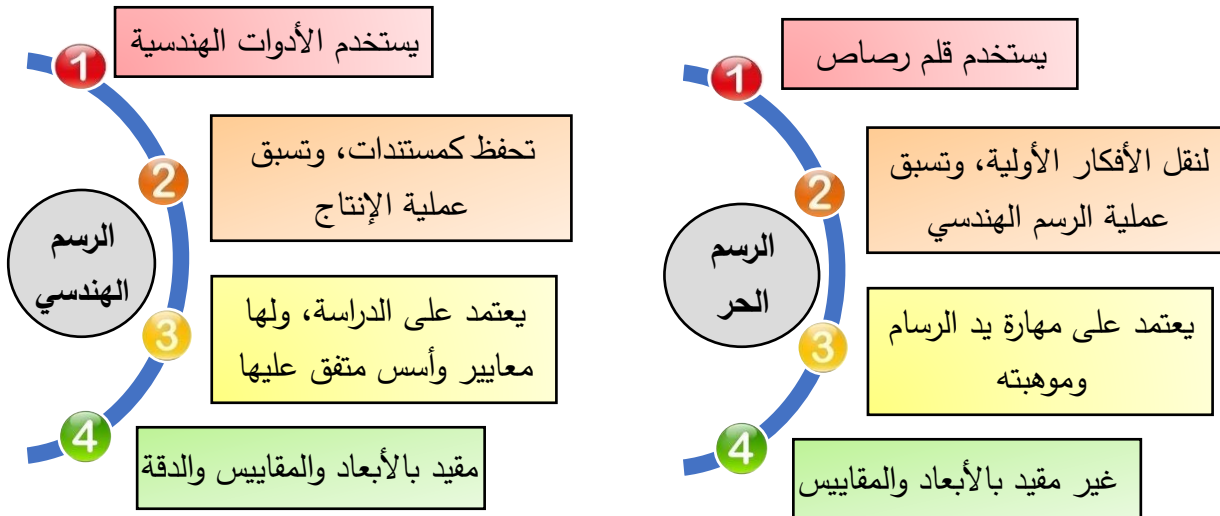 يستخدم قلم رصاص
1
لنقل الأفكار الأولية، وتسبق
عملية الرسم الهندسي
2
الرسم
الحر
يعتمد على مهارة يد الرسام
وموهبته
3
غير مقيد بالأبعاد والمقاييس
4
يستخدم الأدوات الهندسية
1
تحفظ كمستندات، وتسبق
عملية الإنتاج
2
الرسم
الهندسي
يعتمد على الدراسة، ولها
معايير وأسس متفق عليها
3
مقيد بالأبعاد والمقاييس والدقة
4